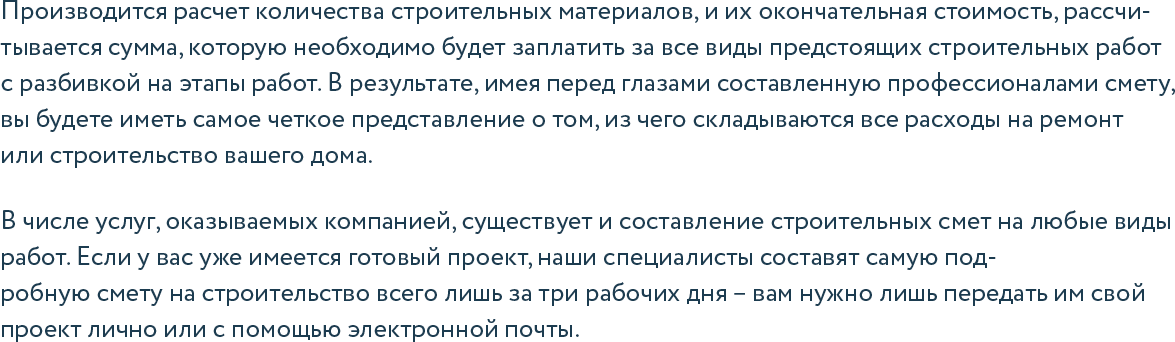 Производится расчет количества строительных материалов, и их окончательная стоимость, рассчи-
тывается сумма, которую необходимо будет заплатить за все виды предстоящих строительных работ
с разбивкой на этапы работ. В результате, имея перед глазами составленную профессионалами смету,
вы будете иметь самое четкое представление о том, из чего складываются все расходы на ремонт
или строительство вашего дома.
В числе услуг, оказываемых компанией, существует и составление строительных смет на любые виды
работ. Если у вас уже имеется готовый проект, наши специалисты составят самую под-
робную смету на строительство всего лишь за три рабочих дня – вам нужно лишь передать им свой
проект лично или с помощью электронной почты.